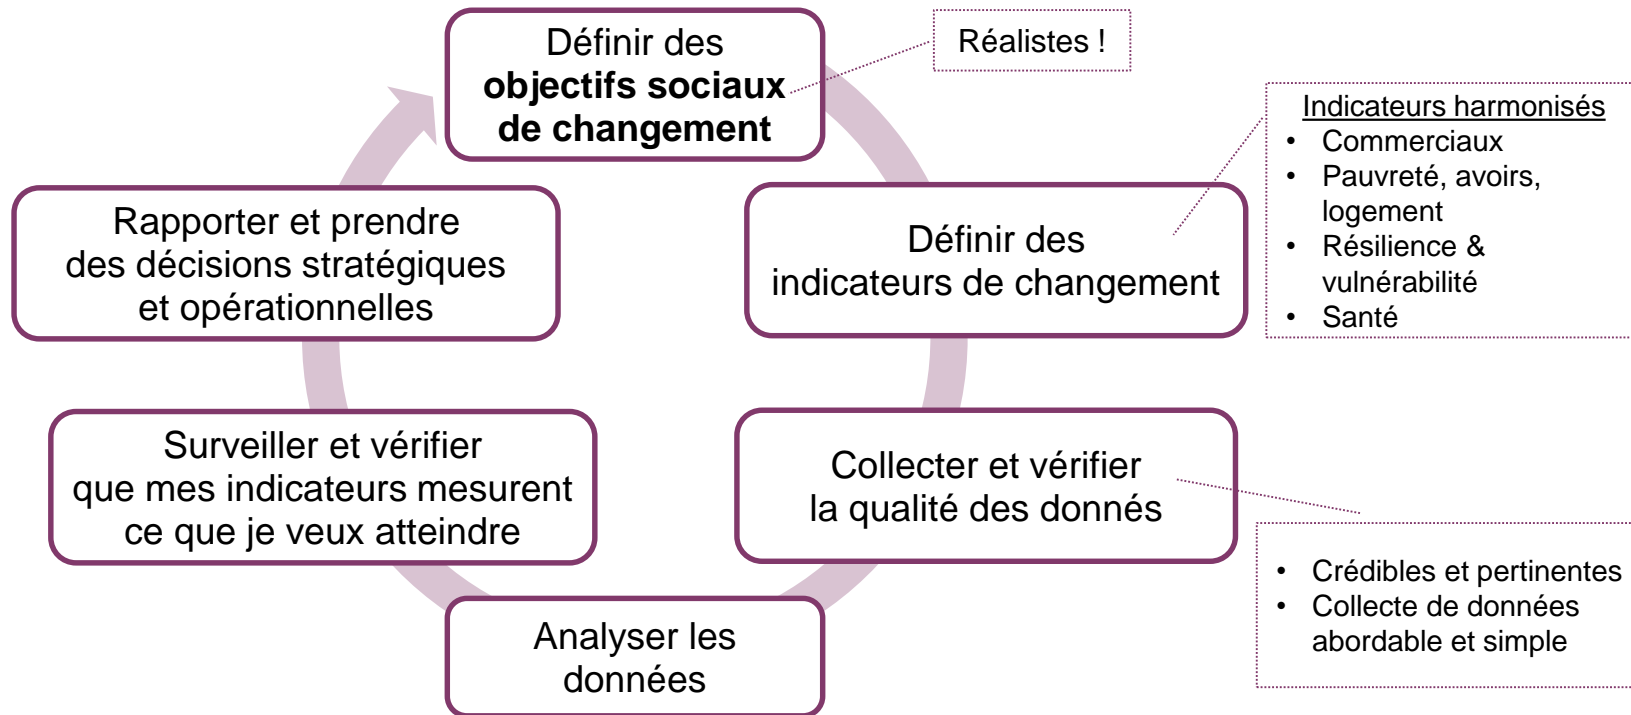 Définir des
objectifs sociaux
de changement
Réalistes !
Indicateurs harmonisés
• Commerciaux
• Pauvreté, avoirs,
logement
• Résilience &
vulnérabilité
• Santé
Définir des
indicateurs de changement
Collecter et vérifier
la qualité des donnés
• Crédibles et pertinentes
• Collecte de données
abordable et simple
Analyser les
données
Surveiller et vérifier
que mes indicateurs mesurent
ce que je veux atteindre
Rapporter et prendre
des décisions stratégiques
et opérationnelles